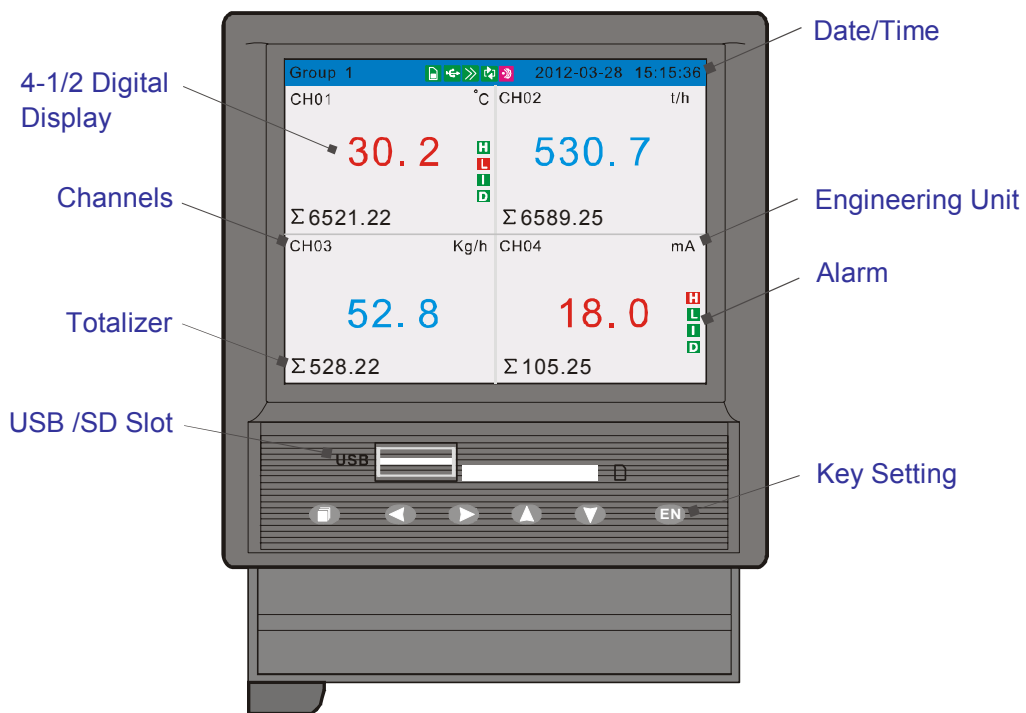 Date/Time
4-1/2 Digital
Display
Group 1 2012-03-28 15:15:36
CH01 °C
30.2
H
L
I
D
Σ6521.22
CH02 t/h
530.7
Σ6589.25
Channels
Engineering Unit
CH03 Kg/h
52.8
Σ528.22
CH04 mA
18.0
H
L
I
D
Σ105.25
Alarm
Totalizer
USB /SD Slot
USB
Key Setting
EN